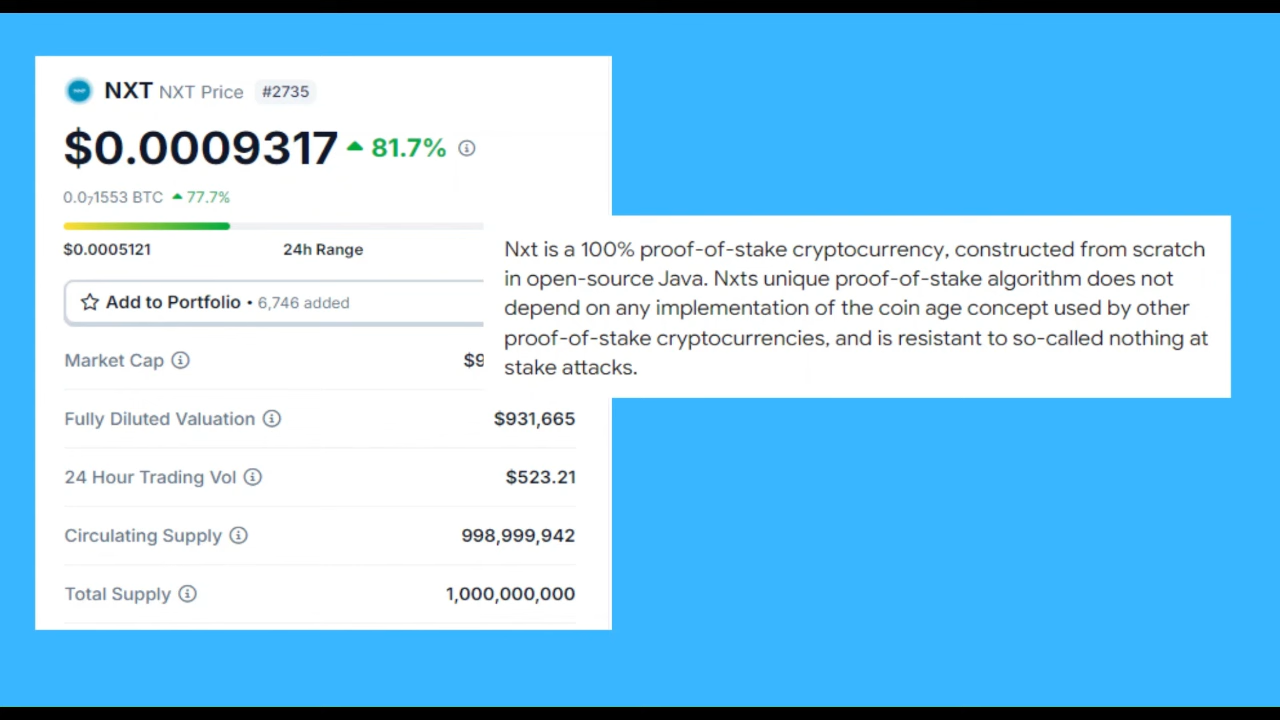 NXT NXT Price #2735
$0.0009317 81.7%
0.0₇1553 BTC 77.7%
$0.0005121 24h Range
Add to Portfolio • 6,746 added
Market Cap $9
Fully Diluted Valuation $931,665
24 Hour Trading Vol $523.21
Circulating Supply 998,999,942
Total Supply 1,000,000,000
Nxt is a 100% proof-of-stake cryptocurrency, constructed from scratch
in open-source Java. Nxts unique proof-of-stake algorithm does not
depend on any implementation of the coin age concept used by other
proof-of-stake cryptocurrencies, and is resistant to so-called nothing at
stake attacks.